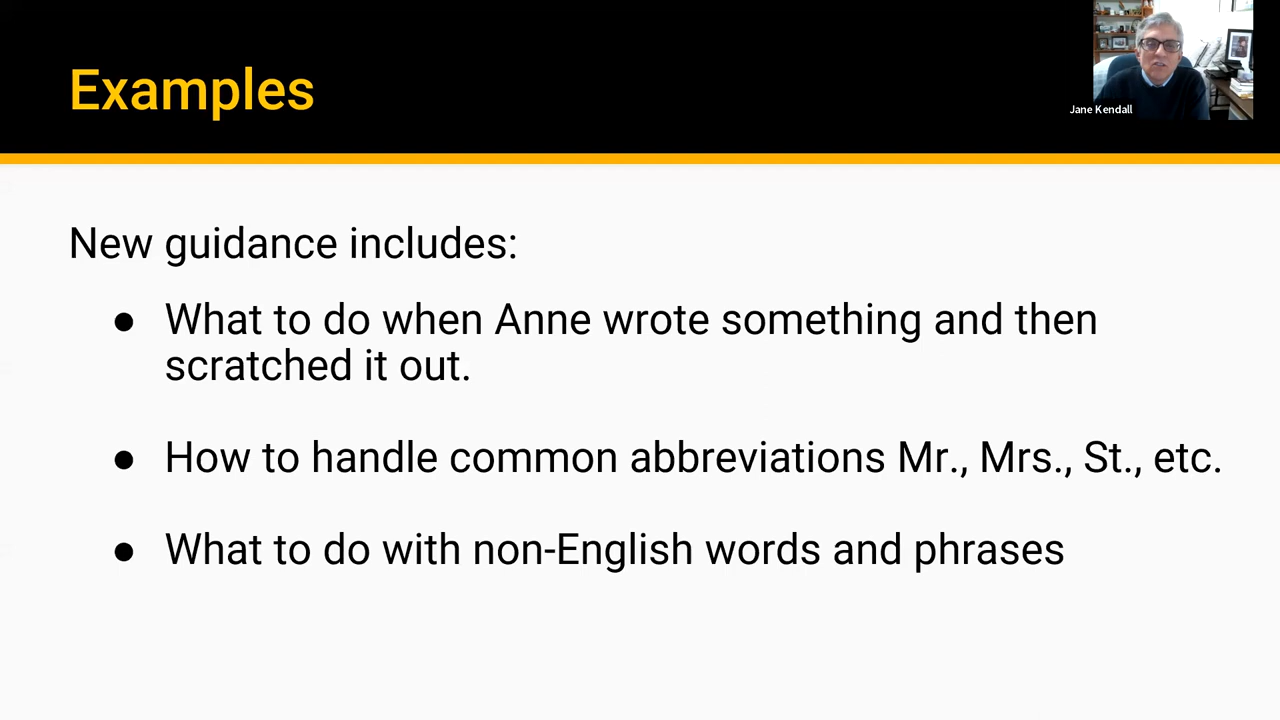 Examples
Jane Kendall
New guidance includes:
● What to do when Anne wrote something and then
scratched it out.
● How to handle common abbreviations Mr., Mrs., St., etc.
● What to do with non-English words and phrases